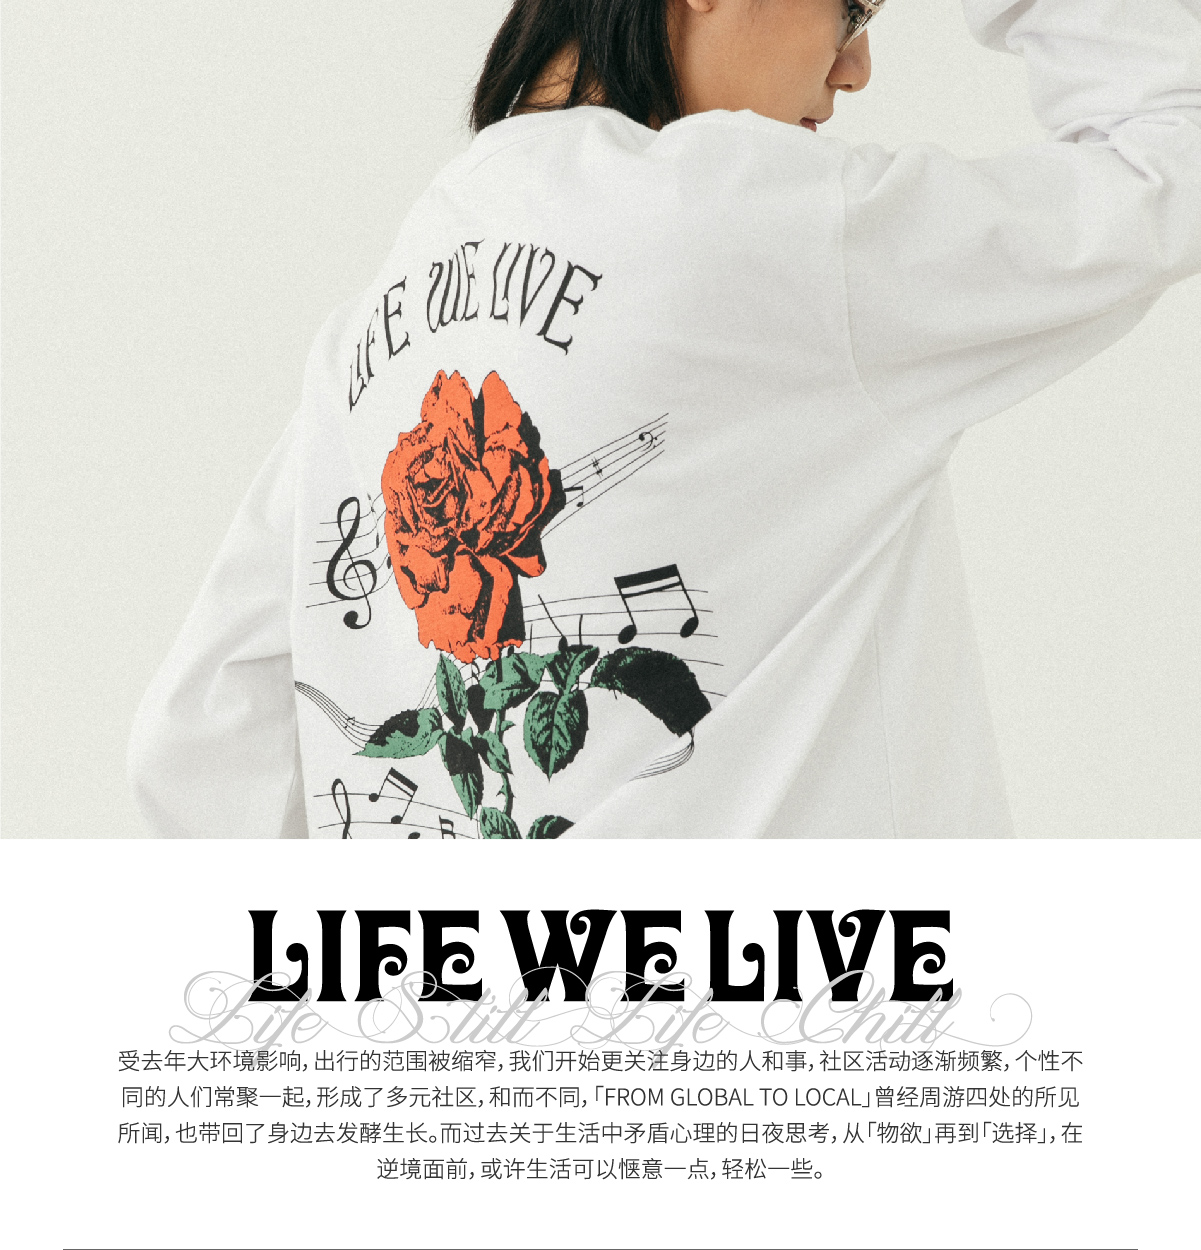 LIFE WE LIVE
LIFE WE LIVE
Life Still Life Chill
受去年大环境影响，出行的范围被缩窄，我们开始更关注身边的人和事，社区活动逐渐频繁，个性不
同的人们常聚一起，形成了多元社区，和而不同，「FROM GLOBAL TO LOCAL」曾经周游四处的所见
所闻，也带回了身边去发酵生长。而过去关于生活中矛盾心理的日夜思考，从「物欲」再到「选择」，在
逆境面前，或许生活可以惬意一点，轻松一些。